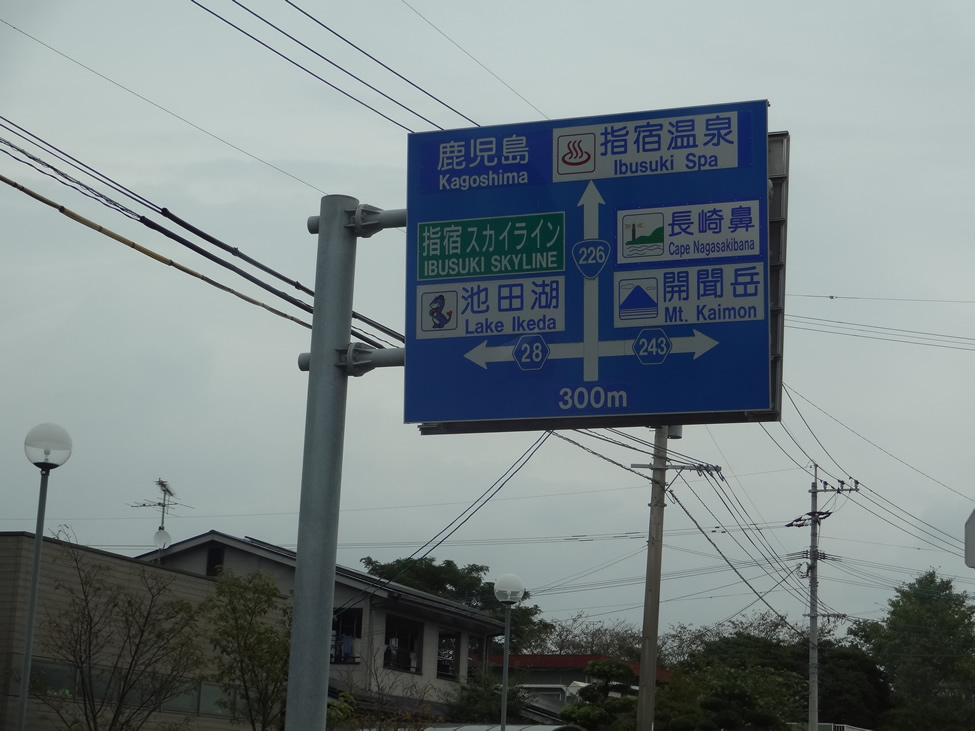 鹿児島
Kagoshima
指宿温泉
Ibusuki Spa
指宿スカイライン
IBUSUKI SKYLINE
226
長崎鼻
Cape Nagasakibana
池田湖
Lake Ikeda
開聞岳
Mt. Kaimon
28
243
300m